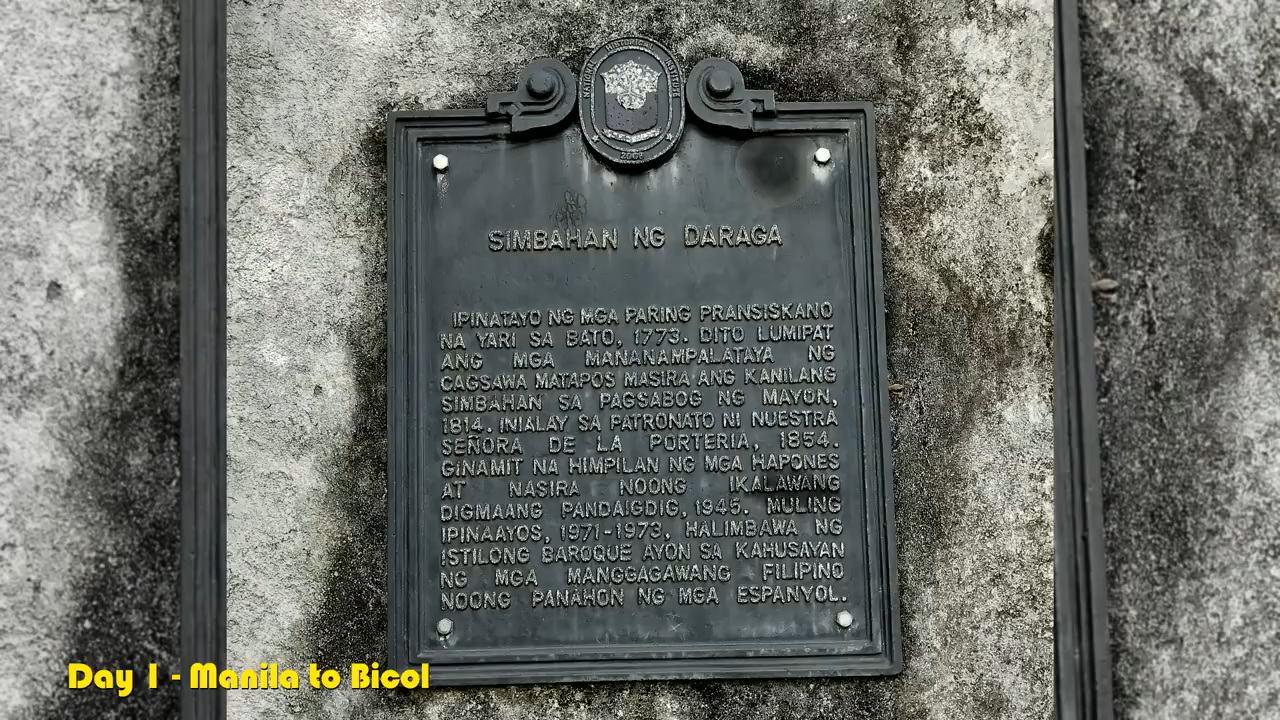 NATIONAL HISTORICAL INSTITUTE
2008
SIMBAHAN NG DARAGA
IPINATAYO NG MGA PARING PRANSISKANO
NA YARI SA BATO, 1773. DITO LUMIPAT
ANG MGA MANANAMPALATAYA NG
CAGSAWA MATAPOS MASIRA ANG KANILANG
SIMBAHAN SA PAGSABOG NG MAYON,
1814. INIALAY SA PATRONATO NI NUESTRA
SEÑORA DE LA PORTERIA, 1854.
GINAMIT NA HIMPILAN NG MGA HAPONES
AT NASIRA NOONG IKALAWANG
DIGMAANG PANDAIGDIG, 1945. MULING
IPINAAYOS, 1971-1973. HALIMBAWA NG
ISTILONG BAROQUE AYON SA KAHUSAYAN
NG MGA MANGGAGAWANG FILIPINO
NOONG PANAHON NG MGA ESPANYOL.
Day 1 - Manila to Bicol